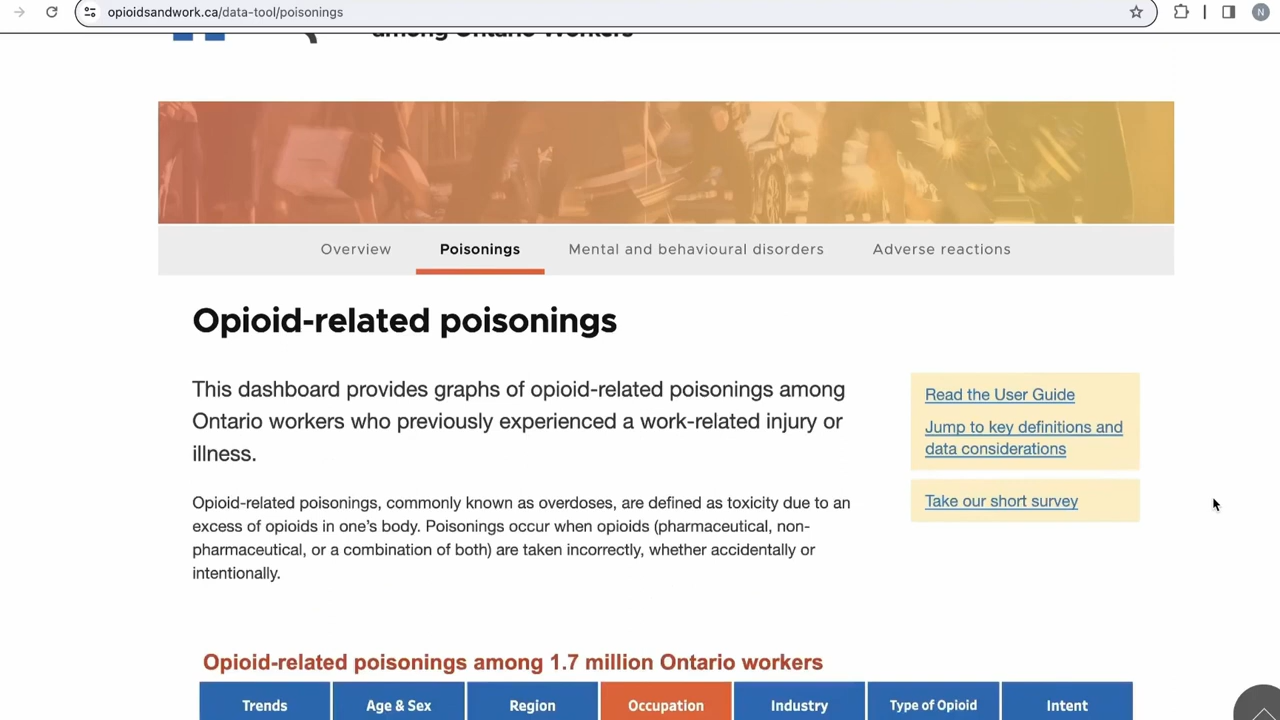 opioidsandwork.ca/data-tool/poisonings
N
among Ontario Workers
Overview
Poisonings
Mental and behavioural disorders
Adverse reactions
Opioid-related poisonings
This dashboard provides graphs of opioid-related poisonings among
Ontario workers who previously experienced a work-related injury or
illness.
Read the User Guide
Jump to key definitions and
data considerations
Take our short survey
Opioid-related poisonings, commonly known as overdoses, are defined as toxicity due to an
excess of opioids in one’s body. Poisonings occur when opioids (pharmaceutical, non-
pharmaceutical, or a combination of both) are taken incorrectly, whether accidentally or
intentionally.
Opioid-related poisonings among 1.7 million Ontario workers
Trends
Age & Sex
Region
Occupation
Industry
Type of Opioid
Intent